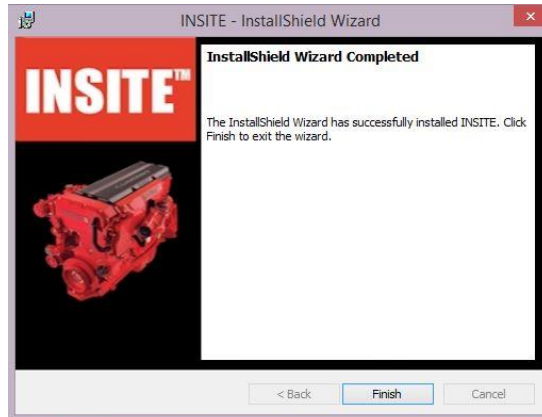 INSITE - InstallShield Wizard
INSITE™
InstallShield Wizard Completed
The InstallShield Wizard has successfully installed INSITE. Click
Finish to exit the wizard.
< Back
Finish
Cancel